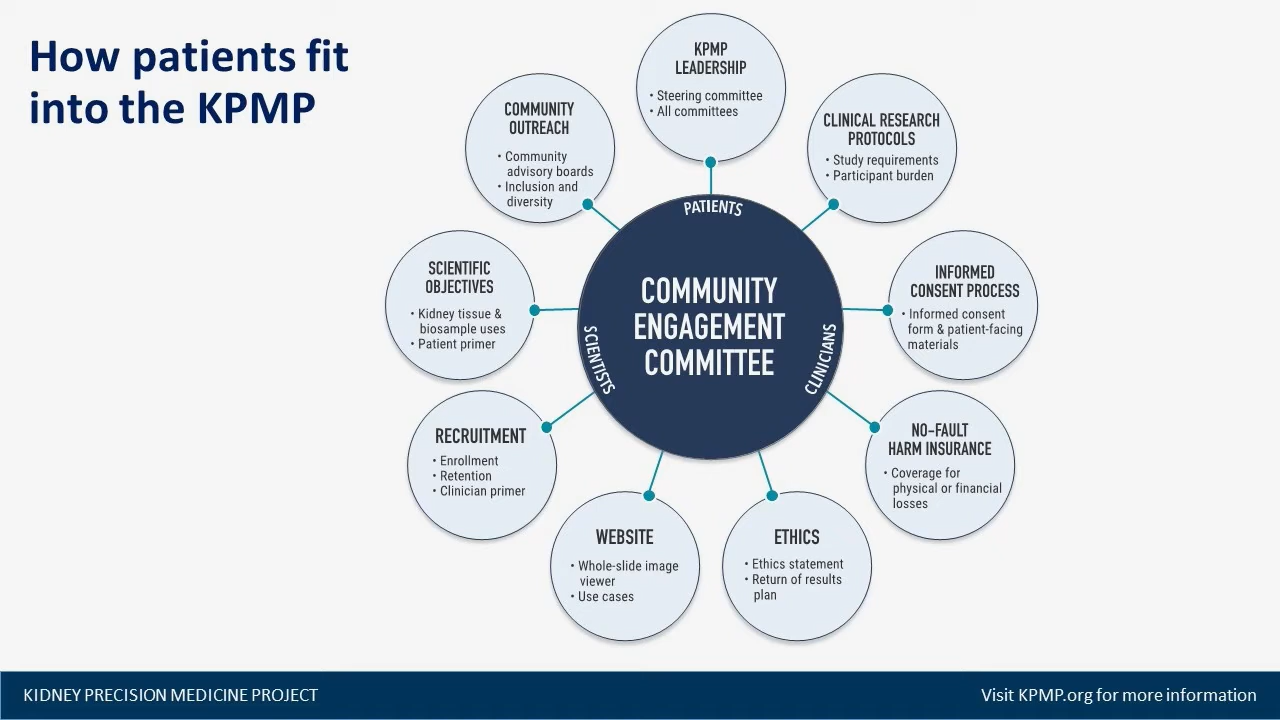 How patients fit
into the KPMP
KPMP
LEADERSHIP
• Steering committee
• All committees
CLINICAL RESEARCH
PROTOCOLS
• Study requirements
• Participant burden
INFORMED
CONSENT PROCESS
• Informed consent
form & patient-facing
materials
NO-FAULT
HARM INSURANCE
• Coverage for
physical or financial
losses
ETHICS
• Ethics statement
• Return of results
plan
WEBSITE
• Whole-slide image
viewer
• Use cases
RECRUITMENT
• Enrollment
• Retention
• Clinician primer
SCIENTIFIC
OBJECTIVES
• Kidney tissue &
biosample uses
• Patient primer
COMMUNITY
OUTREACH
• Community
advisory boards
• Inclusion and
diversity
PATIENTS
COMMUNITY
ENGAGEMENT
COMMITTEE
SCIENTISTS
CLINICIANS
KIDNEY PRECISION MEDICINE PROJECT
Visit KPMP.org for more information